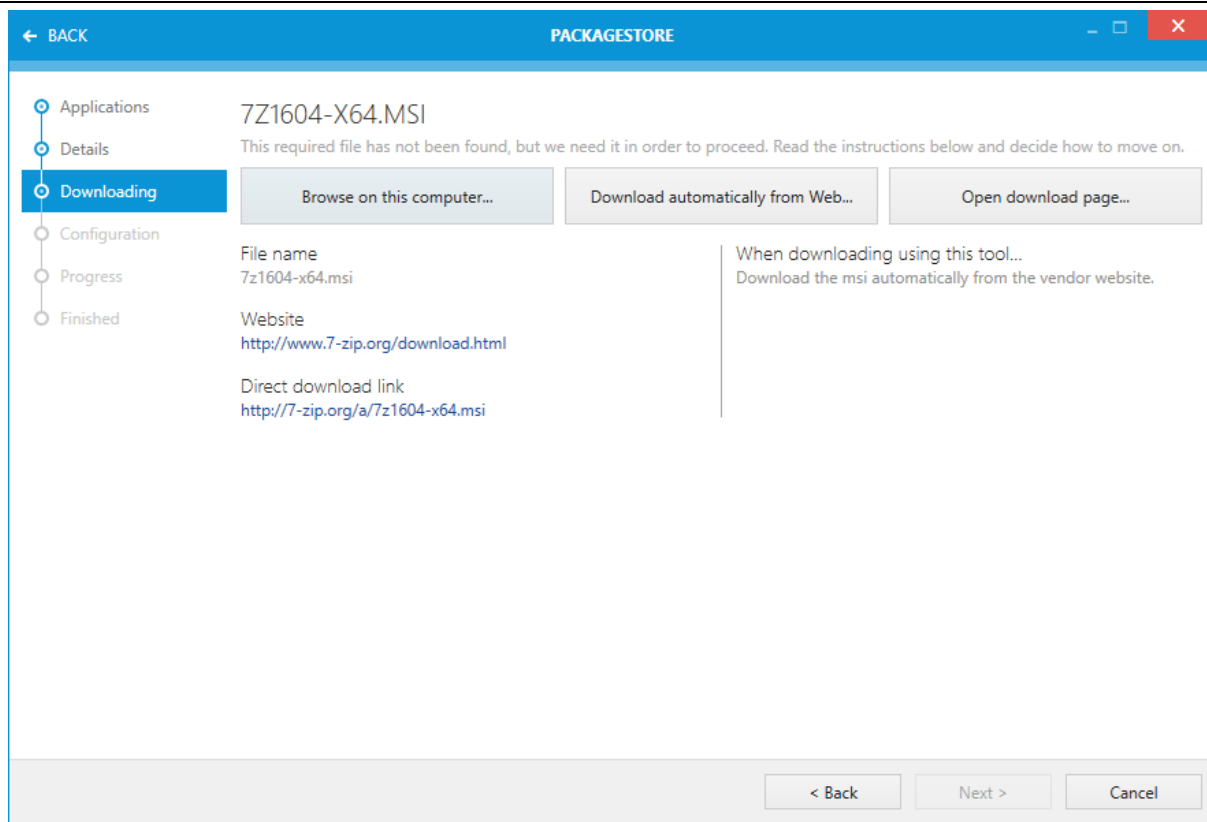 BACK
PACKAGESTORE
Applications
Details
Downloading
Configuration
Progress
Finished
7Z1604-X64.MSI
This required file has not been found, but we need it in order to proceed. Read the instructions below and decide how to move on.
Browse on this computer...
Download automatically from Web...
Open download page...
File name
7z1604-x64.msi
Website
http://www.7-zip.org/download.html
Direct download link
http://7-zip.org/a/7z1604-x64.msi
When downloading using this tool...
Download the msi automatically from the vendor website.
< Back
Next >
Cancel